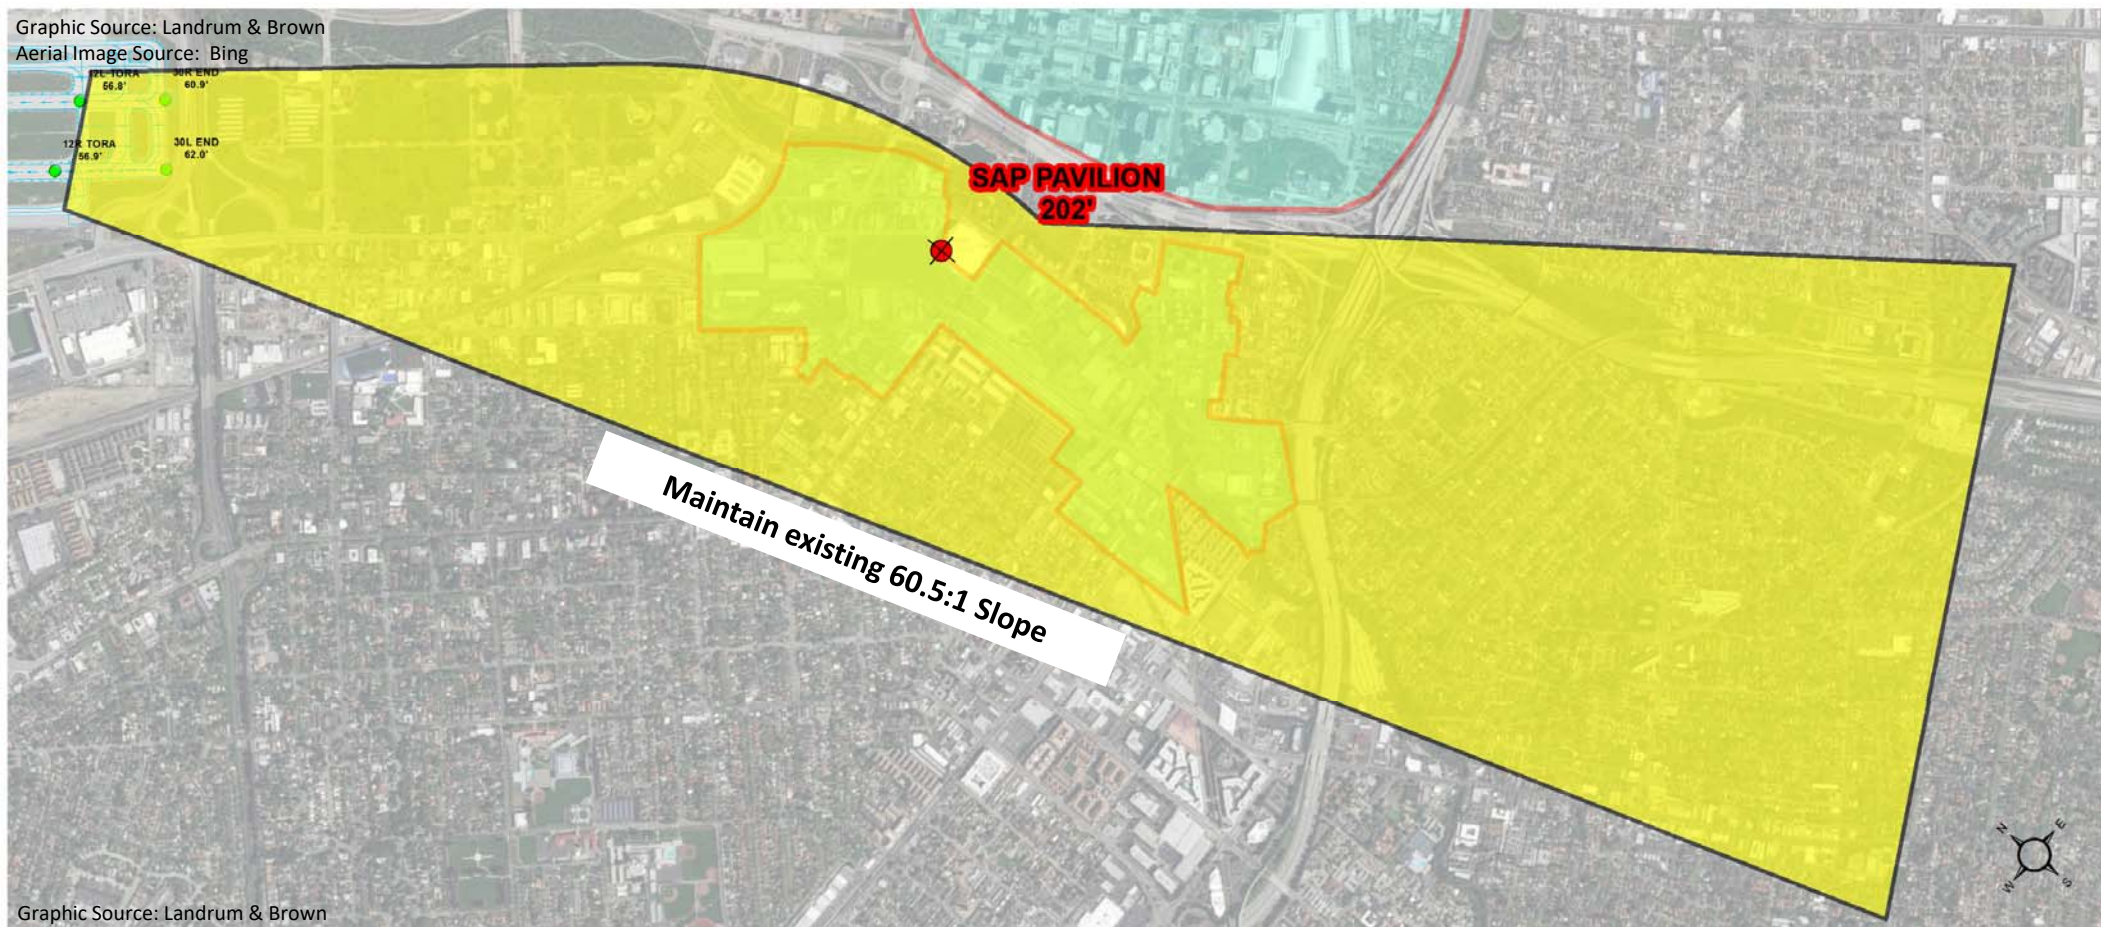 Graphic Source: Landrum & Brown
Aerial Image Source: Bing
12L TORA
56.8'
30R END
60.9'
12R TORA
56.9'
30L END
62.0'
SAP PAVILION
202'
Maintain existing 60.5:1 Slope
N
E
W
S
Graphic Source: Landrum & Brown